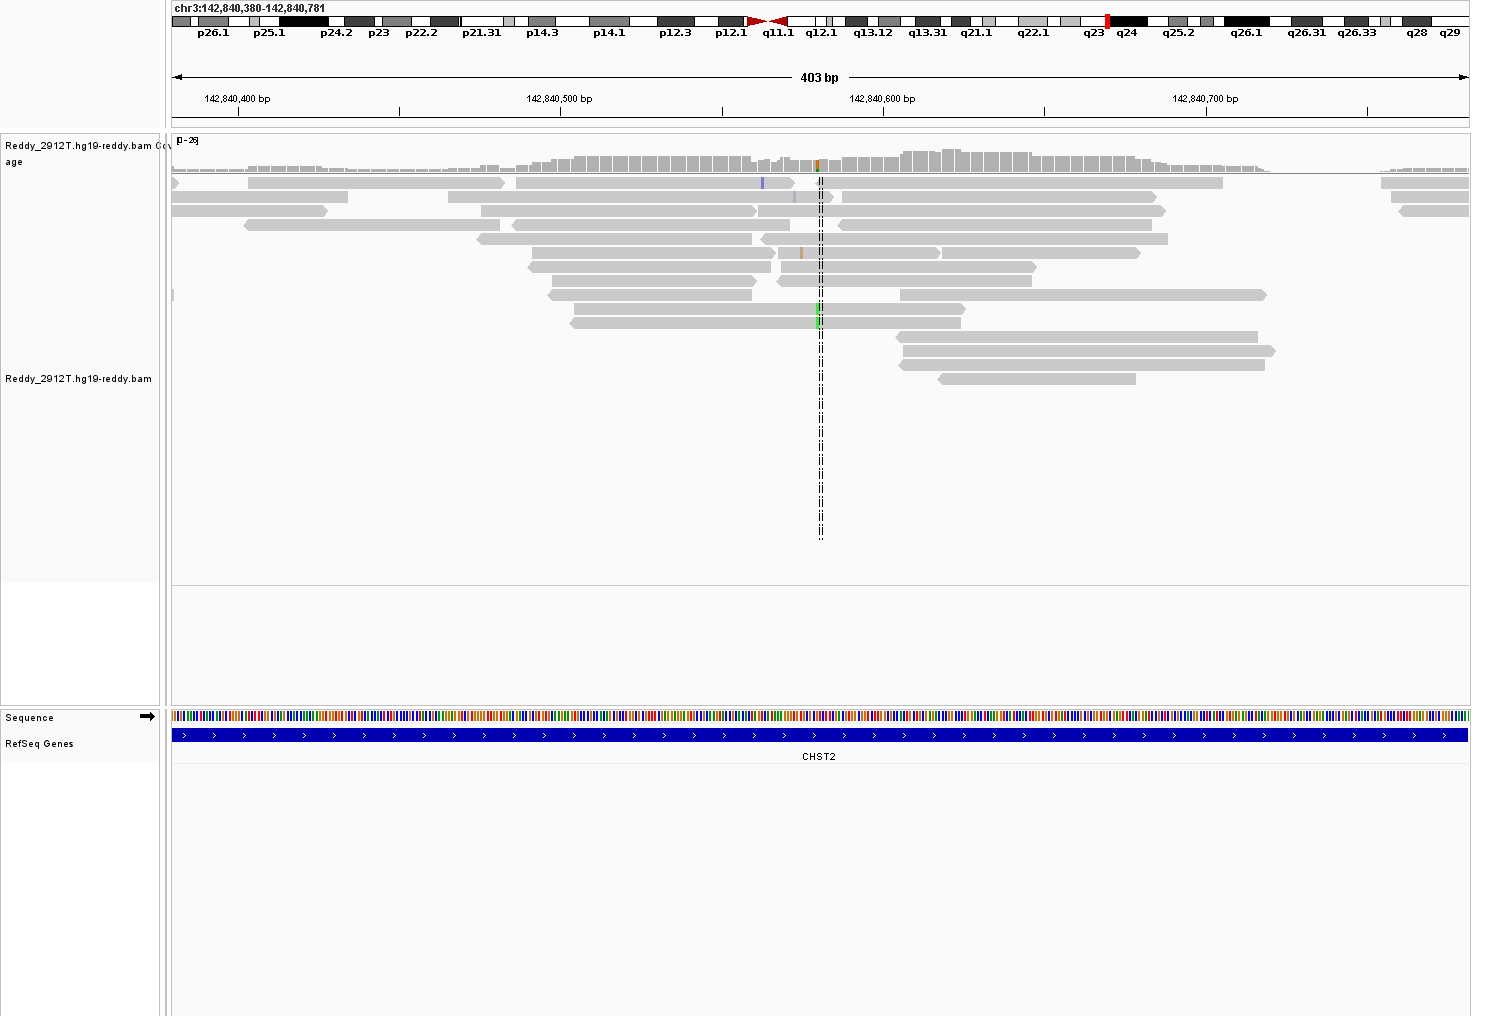 chr3:142,840,380-142,840,781
p26.1 p25.1 p24.2 p23 p22.2 p21.31 p14.3 p14.1 p12.3 p12.1 q11.1 q12.1 q13.12 q13.31 q21.1 q22.1 q23 q24 q25.2 q26.1 q26.31 q26.33 q28 q29
403 bp
142,840,400 bp 142,840,500 bp 142,840,600 bp 142,840,700 bp
[0-26]
Reddy_2912T.hg19-reddy.bam Cov
age
Reddy_2912T.hg19-reddy.bam
Sequence
RefSeq Genes
CHST2